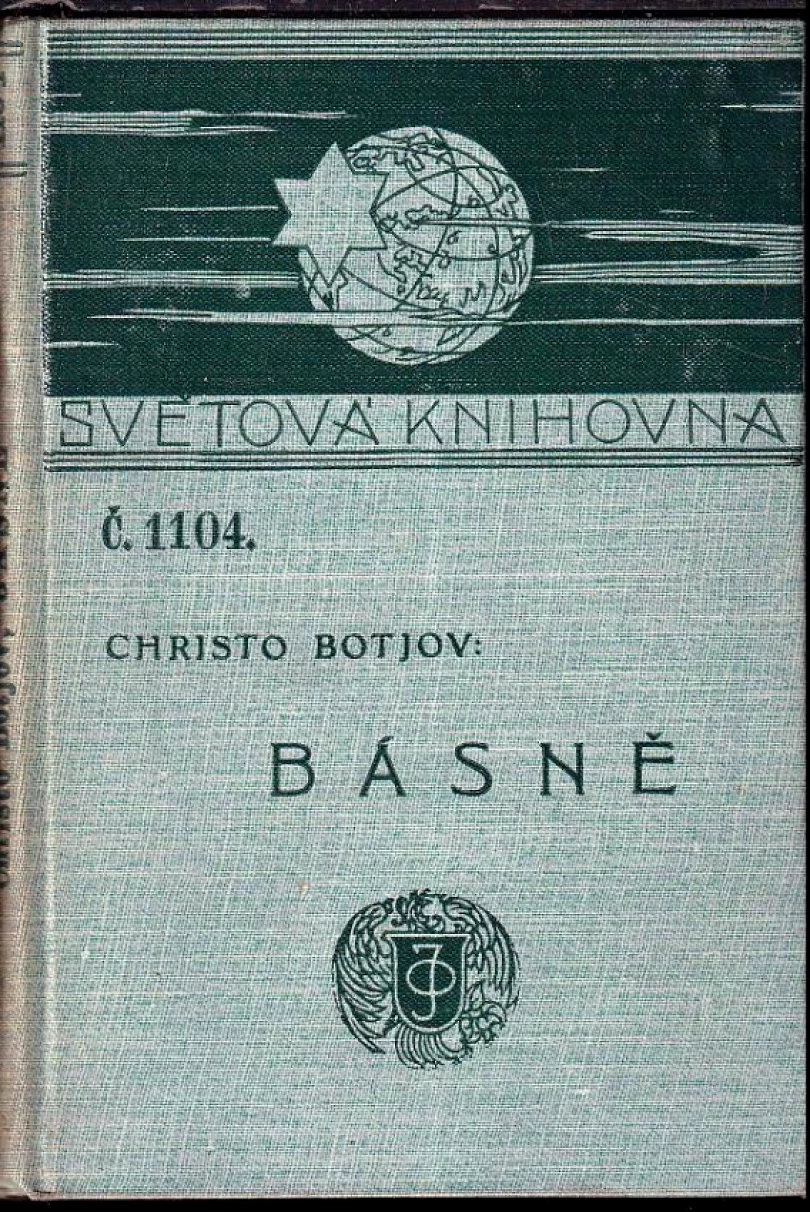 SVĚTOVÁ KNIHOVNA
Č. 1104.
CHRISTO BOTJOV:
BÁSNĚ